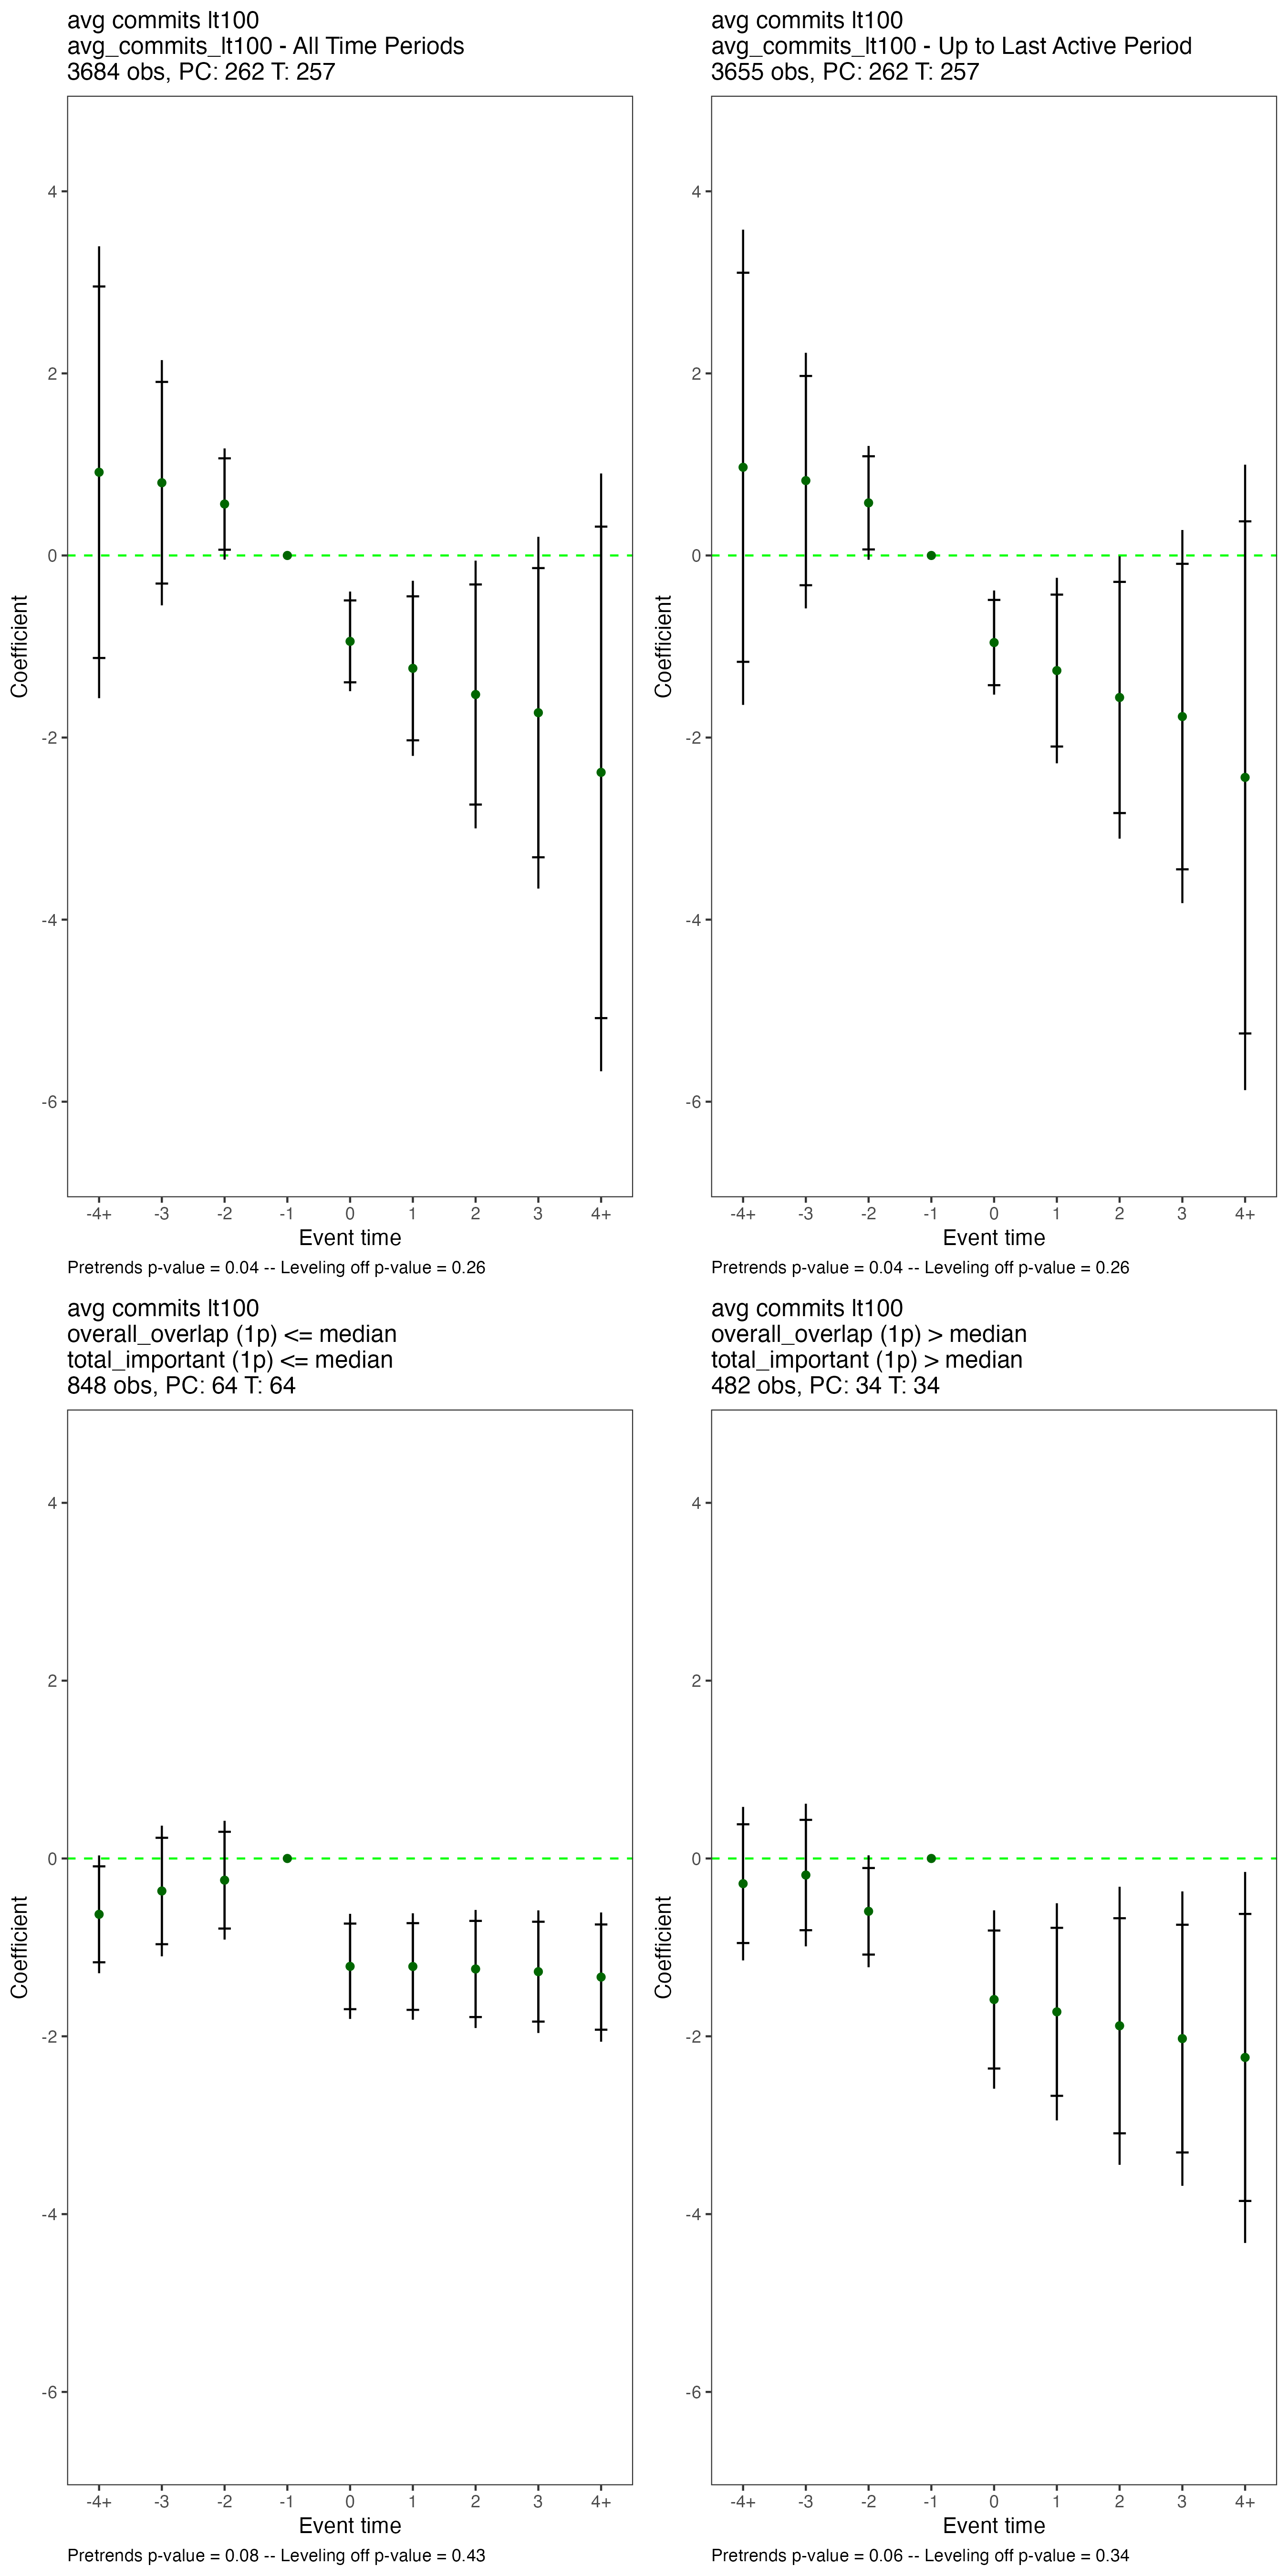 avg commits lt100
avg_commits_lt100 - All Time Periods
3684 obs, PC: 262 T: 257
4
2
0
-2
-4
-6
Coefficient
-4+ -3 -2 -1 0 1 2 3 4+
Event time
Pretrends p-value = 0.04 -- Leveling off p-value = 0.26
avg commits lt100
avg_commits_lt100 - Up to Last Active Period
3655 obs, PC: 262 T: 257
4
2
0
-2
-4
-6
Coefficient
-4+ -3 -2 -1 0 1 2 3 4+
Event time
Pretrends p-value = 0.04 -- Leveling off p-value = 0.26
avg commits lt100
overall_overlap (1p) <= median
total_important (1p) <= median
848 obs, PC: 64 T: 64
4
2
0
-2
-4
-6
Coefficient
-4+ -3 -2 -1 0 1 2 3 4+
Event time
Pretrends p-value = 0.08 -- Leveling off p-value = 0.43
avg commits lt100
overall_overlap (1p) > median
total_important (1p) > median
482 obs, PC: 34 T: 34
4
2
0
-2
-4
-6
Coefficient
-4+ -3 -2 -1 0 1 2 3 4+
Event time
Pretrends p-value = 0.06 -- Leveling off p-value = 0.34